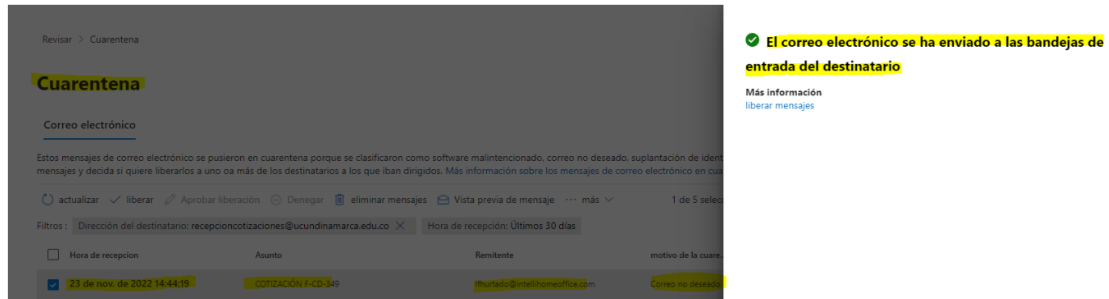 Revisar > Cuarentena
Cuarentena
Correo electrónico
Estos mensajes de correo electrónico se pusieron en cuarentena porque se clasificaron como software malintencionado, correo no deseado, suplantación de ident
mensajes y decida si quiere liberarlos a uno oa más de los destinatarios a los que iban dirigidos. Más información sobre los mensajes de correo electrónico en cua
actualizar liberar Aprobar liberación Denegar eliminar mensajes Vista previa de mensaje ··· más 1 de 5 selecc
Filtros : Dirección del destinatario: recepcioncotizaciones@ucundinamarca.edu.co Hora de recepción: Últimos 30 días
Hora de recepcion Asunto Remitente motivo de la cuare...
23 de nov. de 2022 14:44:19 COTIZACIÓN F-CD-349 rfhurtado@intellihomeoffice.com Correo no deseado
El correo electrónico se ha enviado a las bandejas de
entrada del destinatario
Más información
liberar mensajes